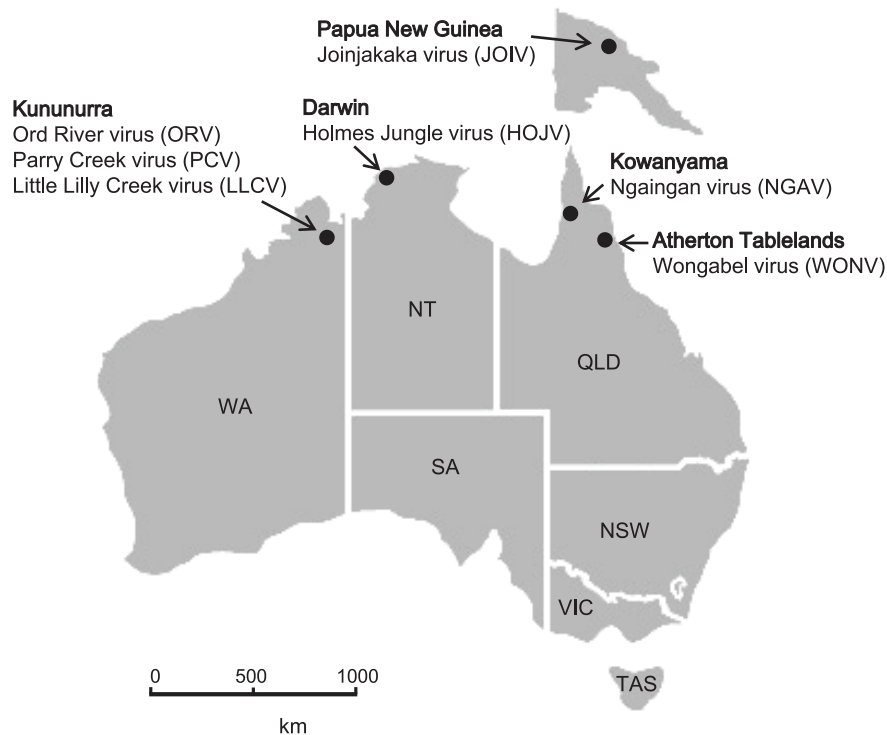 Papua New Guinea
Joinjakaka virus (JOIV)
Kununurra
Ord River virus (ORV)
Parry Creek virus (PCV)
Little Lilly Creek virus (LLCV)
Darwin
Holmes Jungle virus (HOJV)
Kowanyama
Ngaingan virus (NGAV)
Atherton Tablelands
Wongabel virus (WONV)
NT
QLD
WA
SA
NSW
VIC
TAS
0 500 1000
km